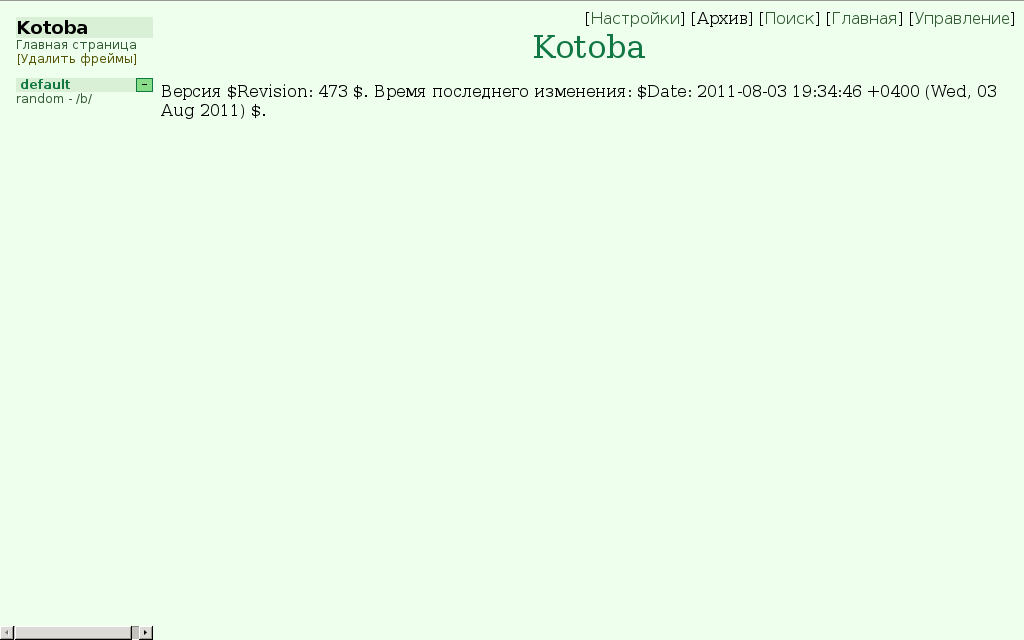 Kotoba
Главная страница
[Удалить фреймы]
default −
random - /b/
[Настройки] [Архив] [Поиск] [Главная] [Управление]
Kotoba
Версия $Revision: 473 $. Время последнего изменения: $Date: 2011-08-03 19:34:46 +0400 (Wed, 03
Aug 2011) $.